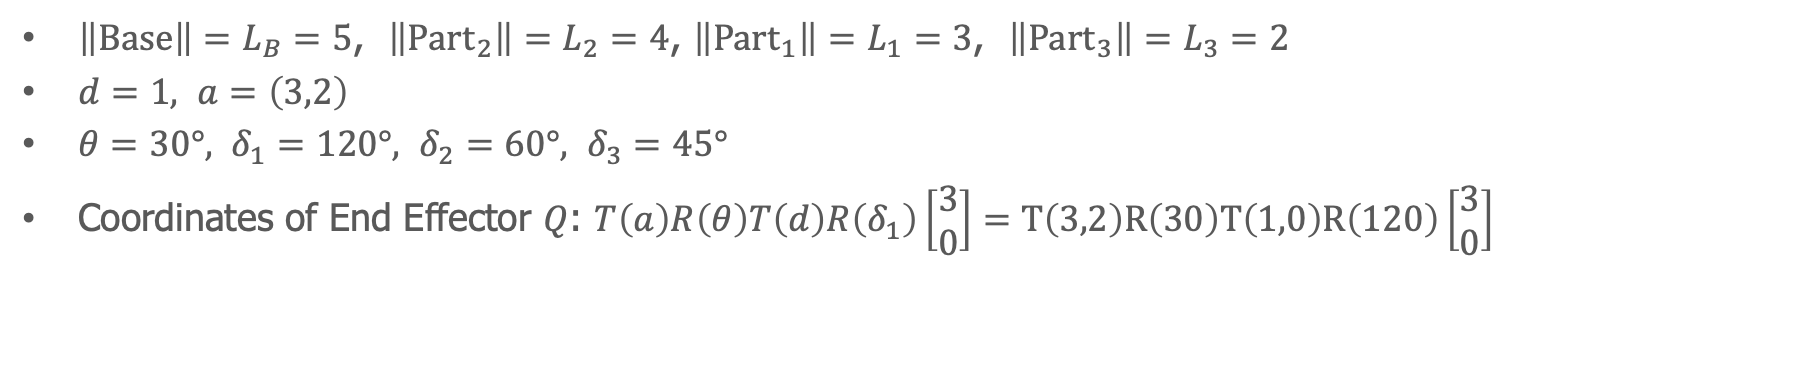 • ‖Base‖ = L_B = 5, ‖Part₂‖ = L₂ = 4, ‖Part₁‖ = L₁ = 3, ‖Part₃‖ = L₃ = 2
• d = 1, a = (3,2)
• θ = 30°, δ₁ = 120°, δ₂ = 60°, δ₃ = 45°
• Coordinates of End Effector Q: T(a)R(θ)T(d)R(δ₁) [3 0] = T(3,2)R(30)T(1,0)R(120) [3 0]